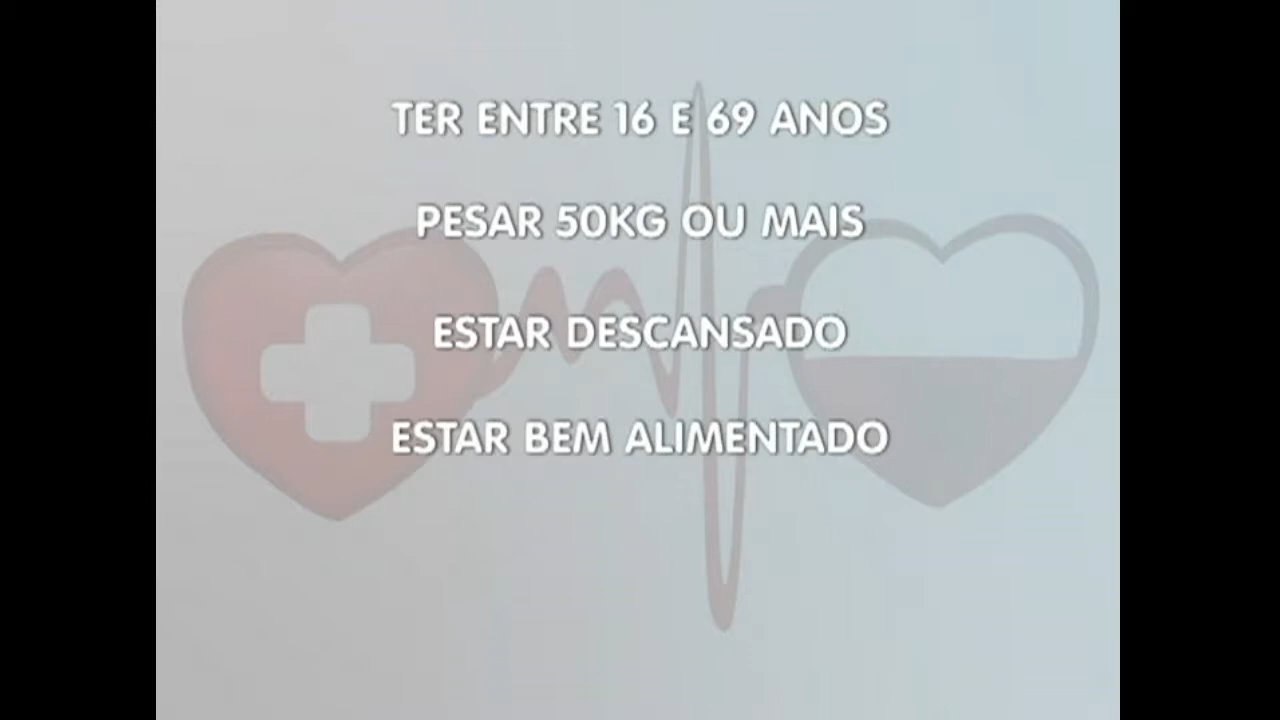 TER ENTRE 16 E 69 ANOS
PESAR 50KG OU MAIS
ESTAR DESCANSADO
ESTAR BEM ALIMENTADO